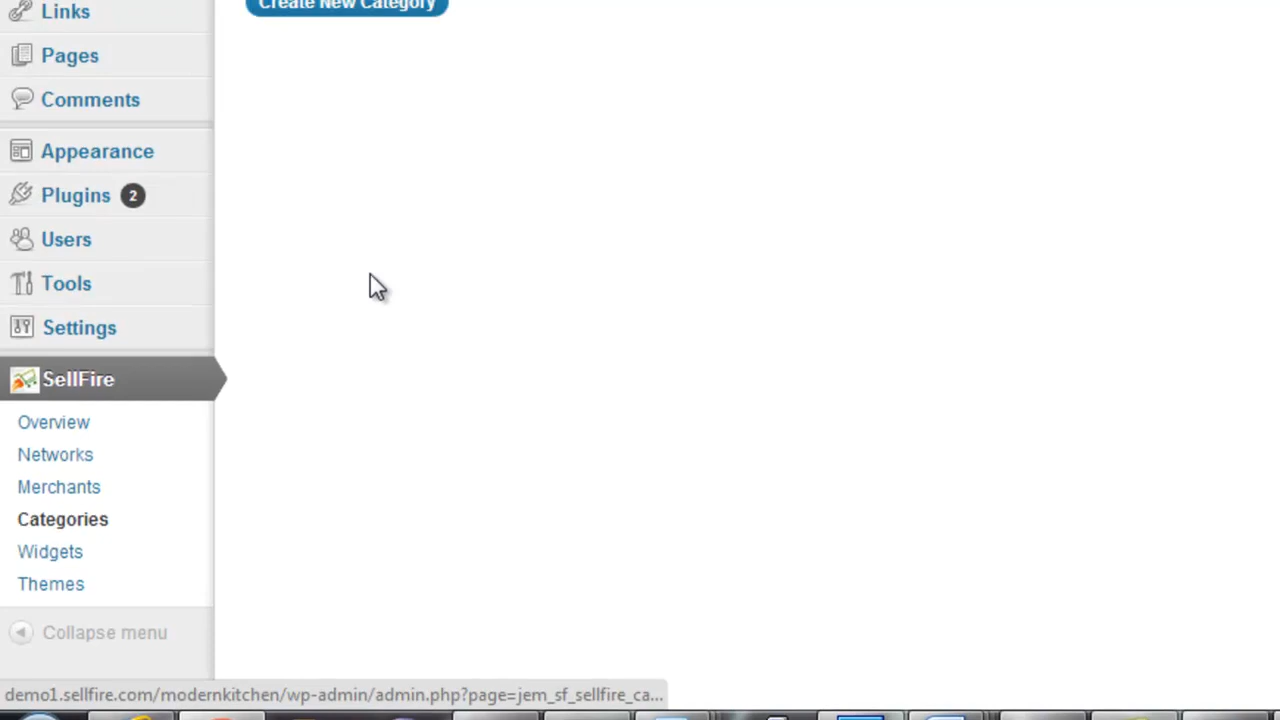 Links
Create New Category
Pages
Comments
Appearance
Plugins 2
Users
Tools
Settings
SellFire
Overview
Networks
Merchants
Categories
Widgets
Themes
Collapse menu
demo1.sellfire.com/modernkitchen/wp-admin/admin.php?page=jem_sf_sellfire_ca...